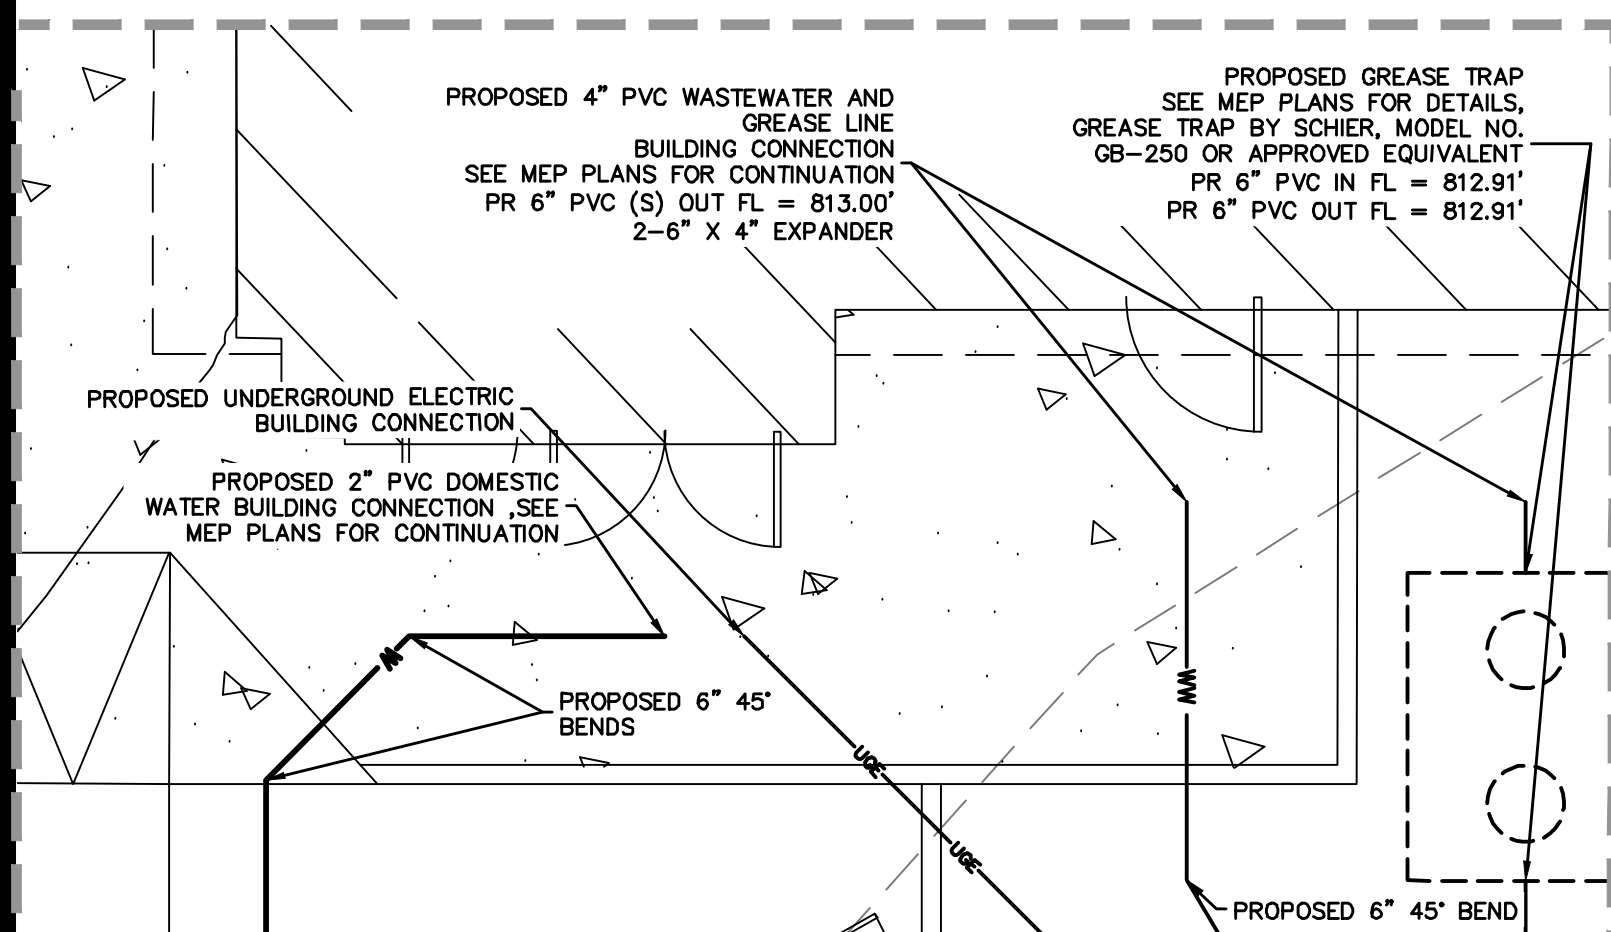 PROPOSED 4" PVC WASTEWATER AND
GREASE LINE
BUILDING CONNECTION
SEE MEP PLANS FOR CONTINUATION
PR 6" PVC (S) OUT FL = 813.00'
2-6" X 4" EXPANDER
PROPOSED GREASE TRAP
SEE MEP PLANS FOR DETAILS,
GREASE TRAP BY SCHIER, MODEL NO.
GB-250 OR APPROVED EQUIVALENT
PR 6" PVC IN FL = 812.91'
PR 6" PVC OUT FL = 812.91'
PROPOSED UNDERGROUND ELECTRIC
BUILDING CONNECTION
PROPOSED 2" PVC DOMESTIC
WATER BUILDING CONNECTION ,SEE
MEP PLANS FOR CONTINUATION
W
PROPOSED 6" 45°
BENDS
WW
UGE
UGE
PROPOSED 6" 45° BEND